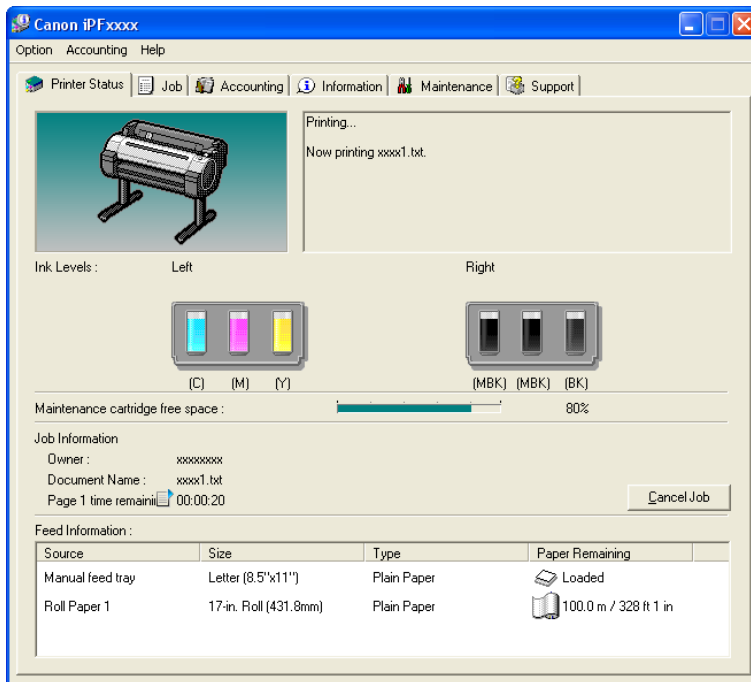 Canon iPFxxxx
Option Accounting Help
Printer Status Job Accounting Information Maintenance Support
Printing...
Now printing xxxx1.txt.
Ink Levels : Left Right
(C) (M) (Y) (MBK) (MBK) (BK)
Maintenance cartridge free space : 80%
Job Information
Owner : xxxxxxxx
Document Name : xxxx1.txt
Page 1 time remainin 00:00:20
Cancel Job
Feed Information :
Source Size Type Paper Remaining
Manual feed tray Letter (8.5"x11") Plain Paper Loaded
Roll Paper 1 17-in. Roll (431.8mm) Plain Paper 100.0 m / 328 ft 1 in